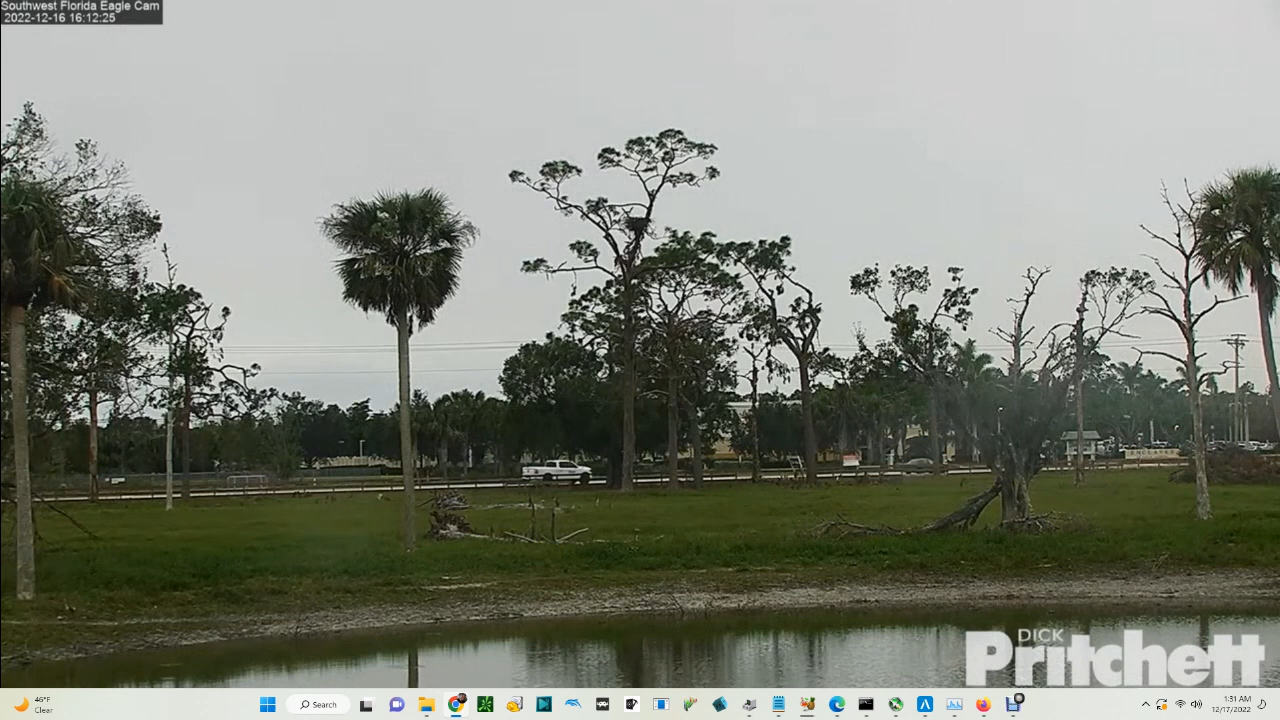 Southwest Florida Eagle Cam
2022-12-16 16:12:25
DICK
Pritchett
46°F
Clear
Search
1:31 AM
12/17/2022